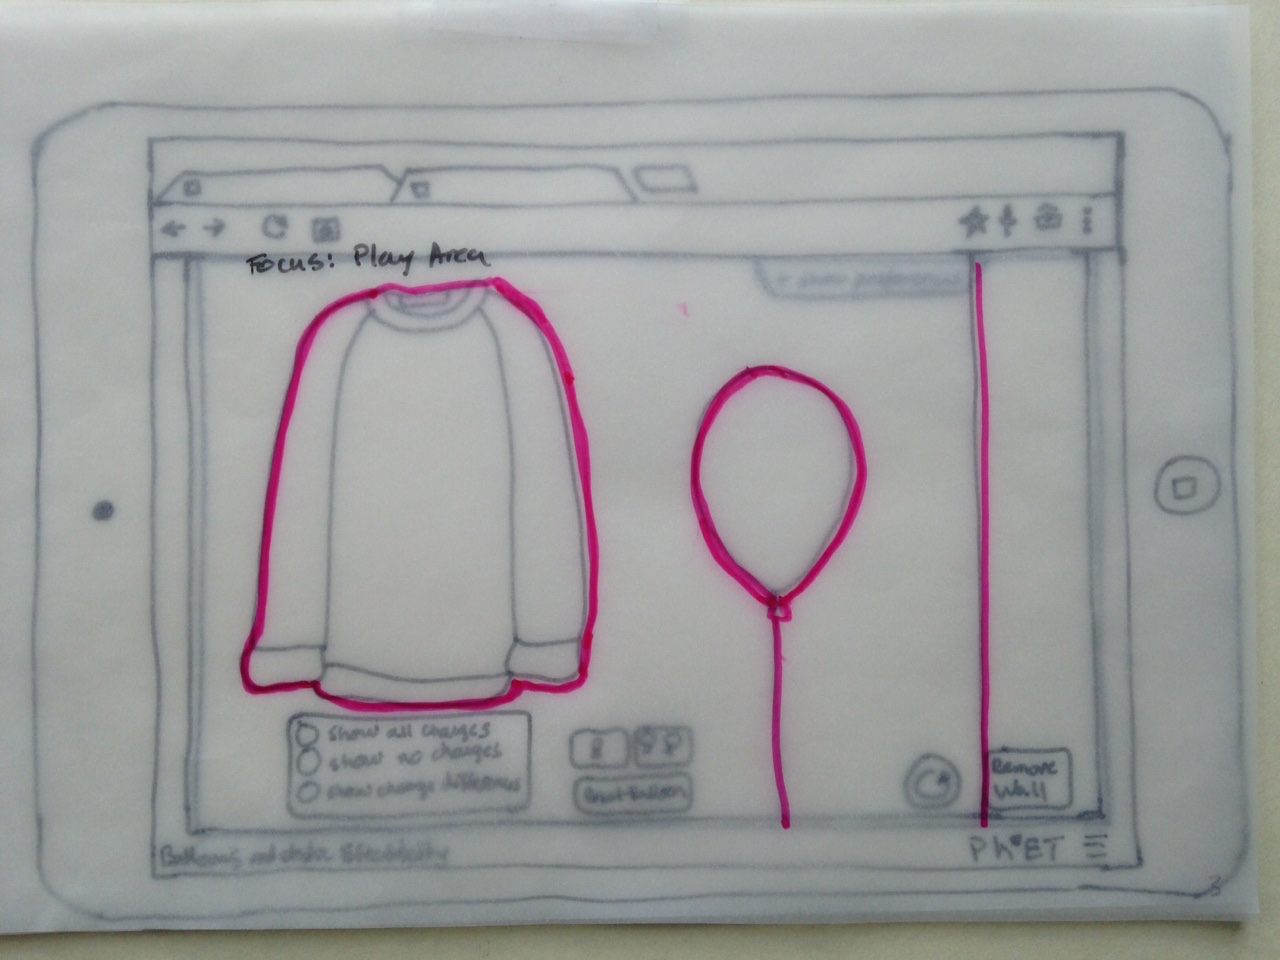 Focus: Play Area
show preferences
show all charges
show no charges
show charge differences
Reset Balloon
Remove
Wall
Balloons and static Electricity
PhET
3